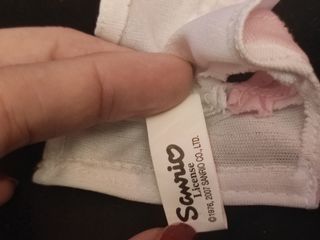 Sanrio
License
©1976, 2007 SANRIO CO., LTD.